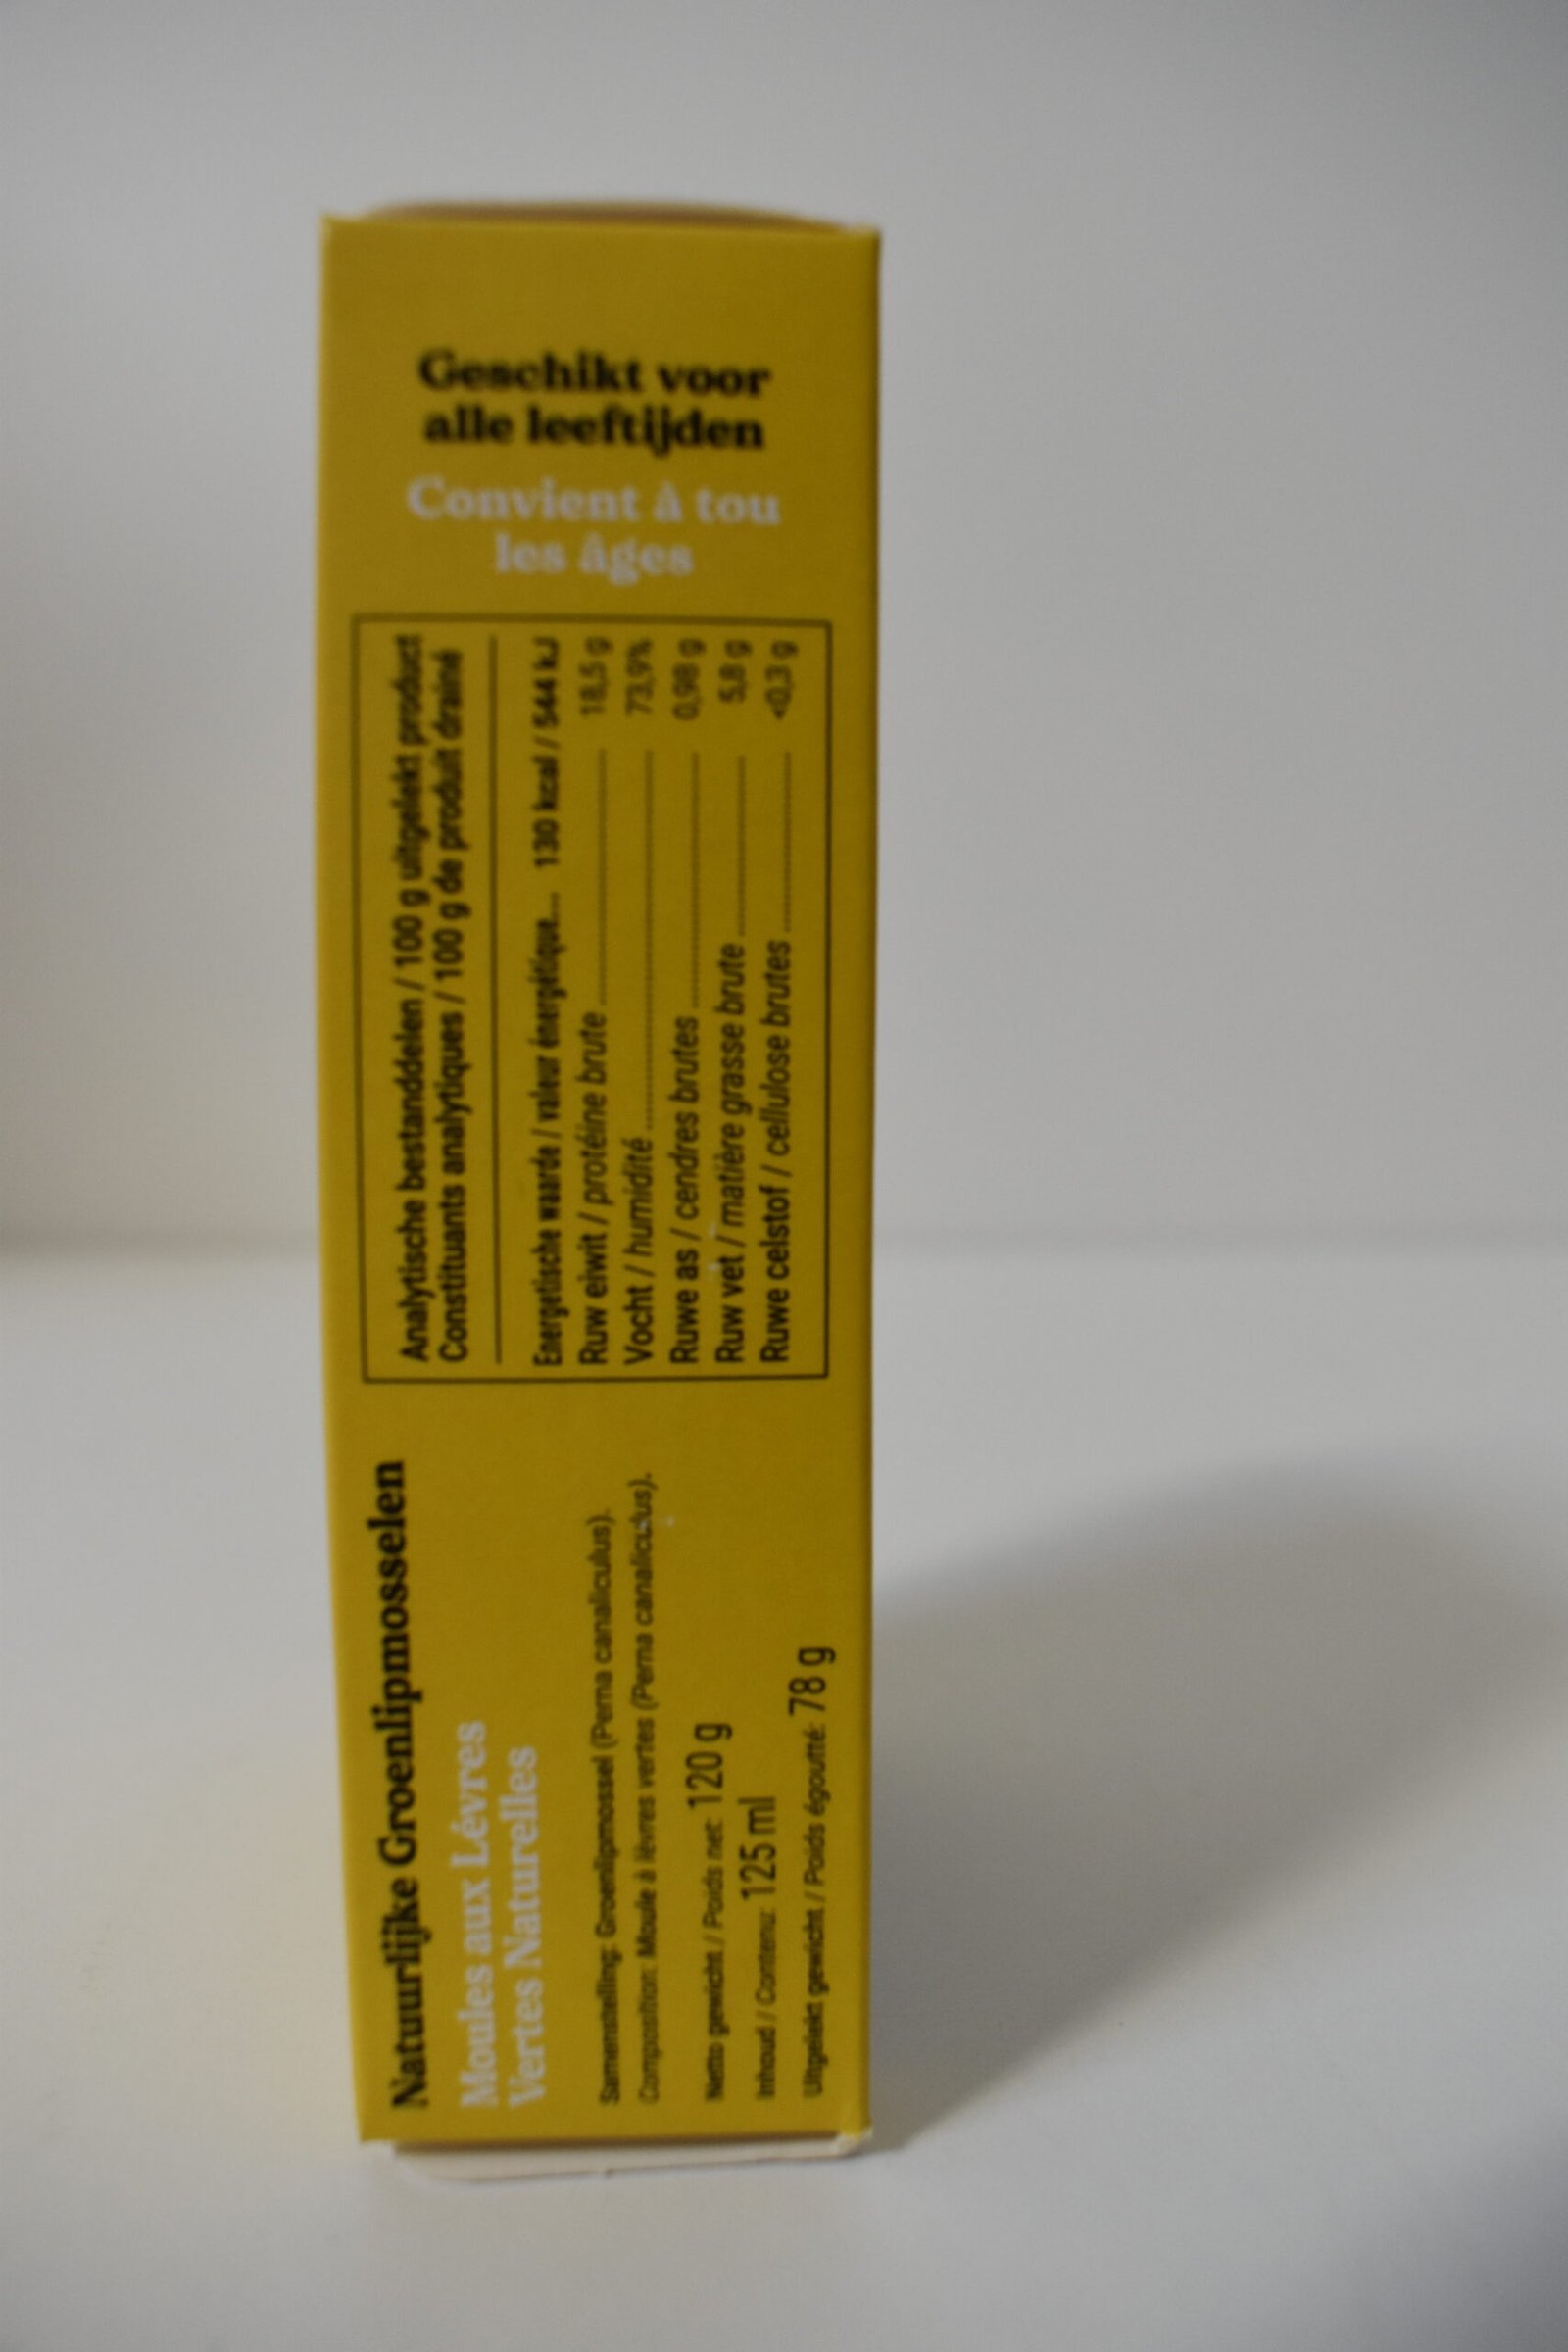 Geschikt voor
alle leeftijden
Convient à tou
les âges
Analytische bestanddelen / 100 g uitgelekt product
Constituants analytiques / 100 g de produit drainé
Energetische waarde / valeur énergétique.... 130 kcal / 544 kJ
Ruw eiwit / protéine brute 18,5 g
Vocht / humidité 73,9%
Ruwe as / cendres brutes 0,98 g
Ruw vet / matière grasse brute 5,8 g
Ruwe celstof / cellulose brutes <0,3 g
Natuurlijke Groenlipmosselen
Moules aux Lévres
Vertes Naturelles
Samenstelling: Groenlipmossel (Perna canaliculus).
Composition: Moule à lèvres vertes (Perna canaliculus).
Netto gewicht / Poids net: 120 g
Inhoud / Contenu: 125 ml
Uitgelekt gewicht / Poids égoutté: 78 g